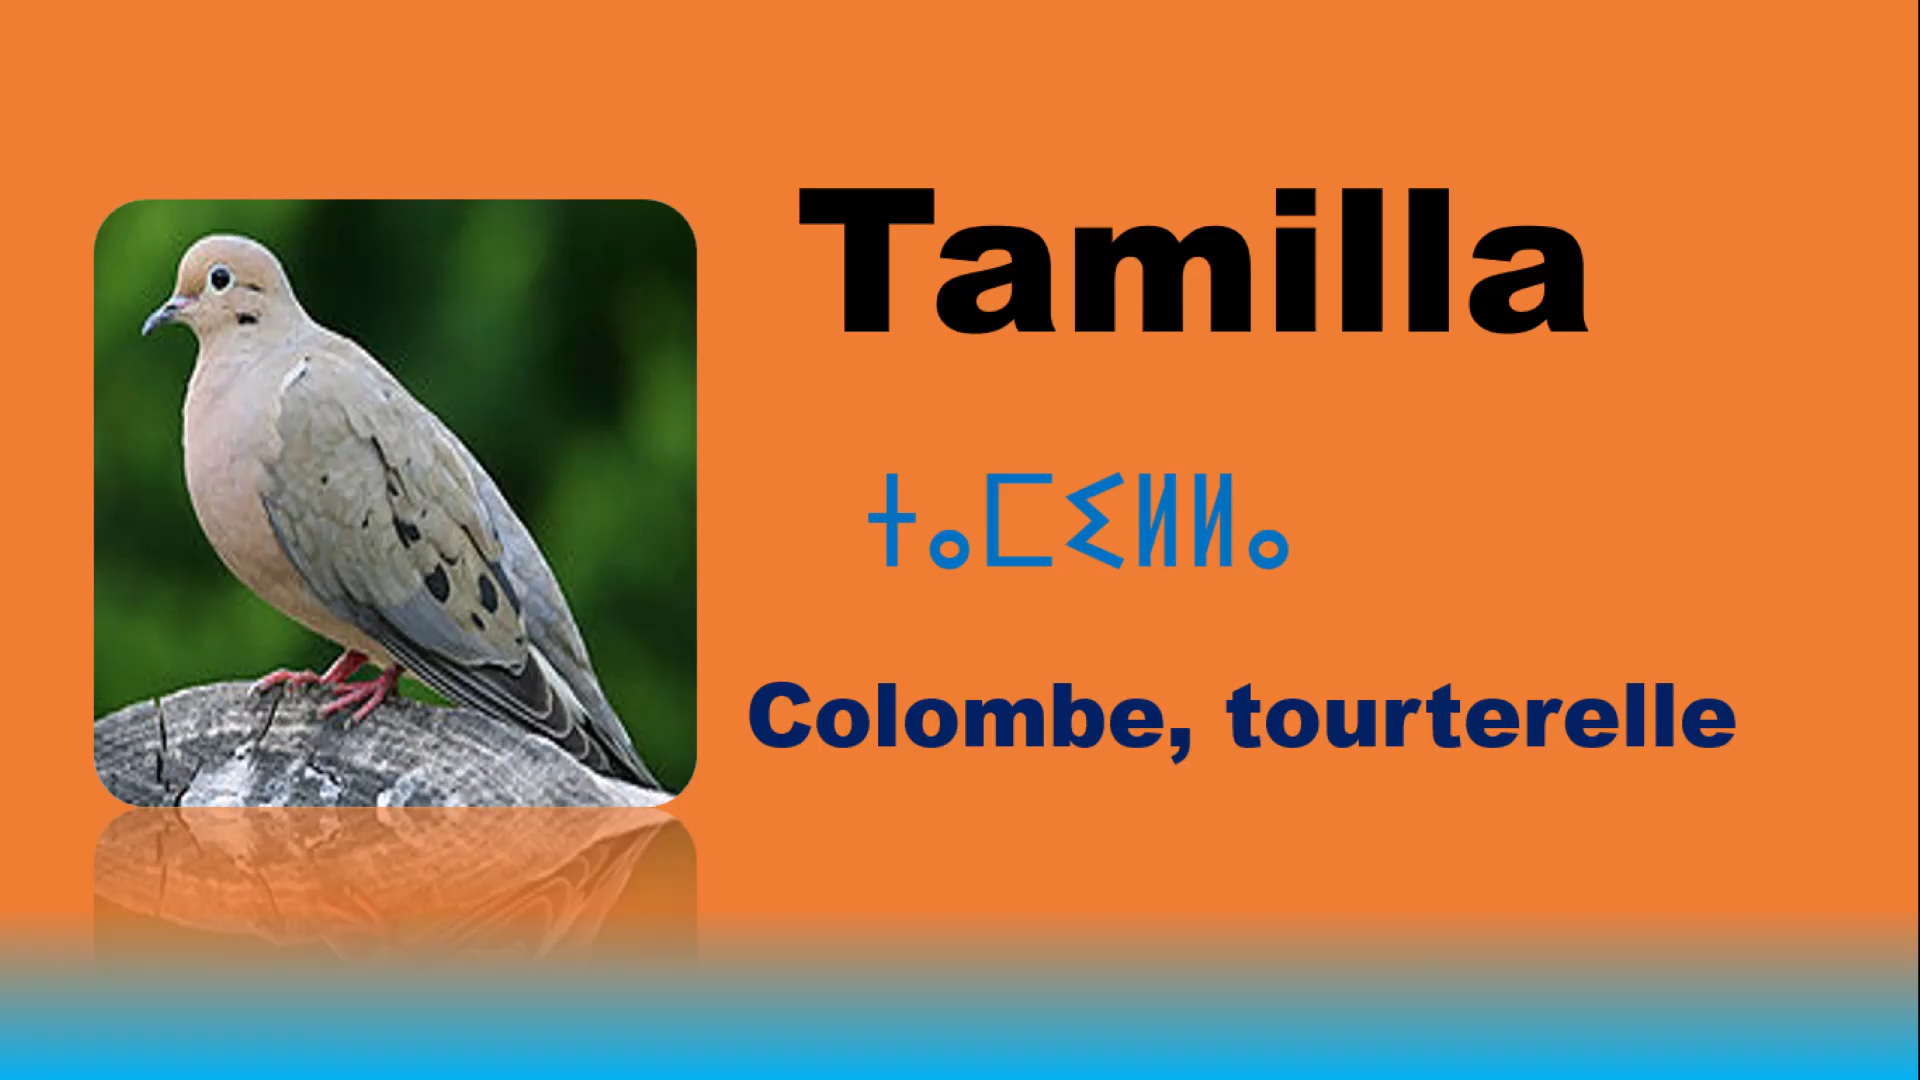 Tamilla
ⵜⴰⵎⵉⵍⵍⴰ
Colombe, tourterelle